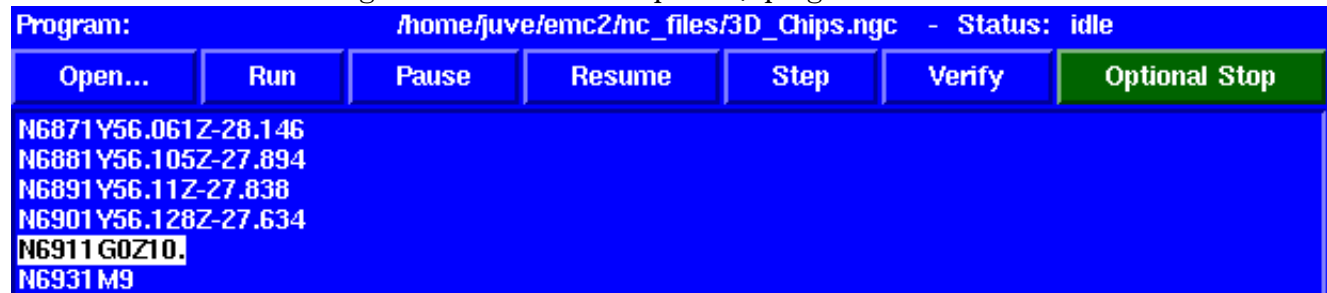 Program: /home/juve/emc2/nc_files/3D_Chips.ngc - Status: idle
Open... Run Pause Resume Step Verify Optional Stop
N6871Y56.061Z-28.146
N6881Y56.105Z-27.894
N6891Y56.11Z-27.838
N6901Y56.128Z-27.634
N6911G0Z10.
N6931M9